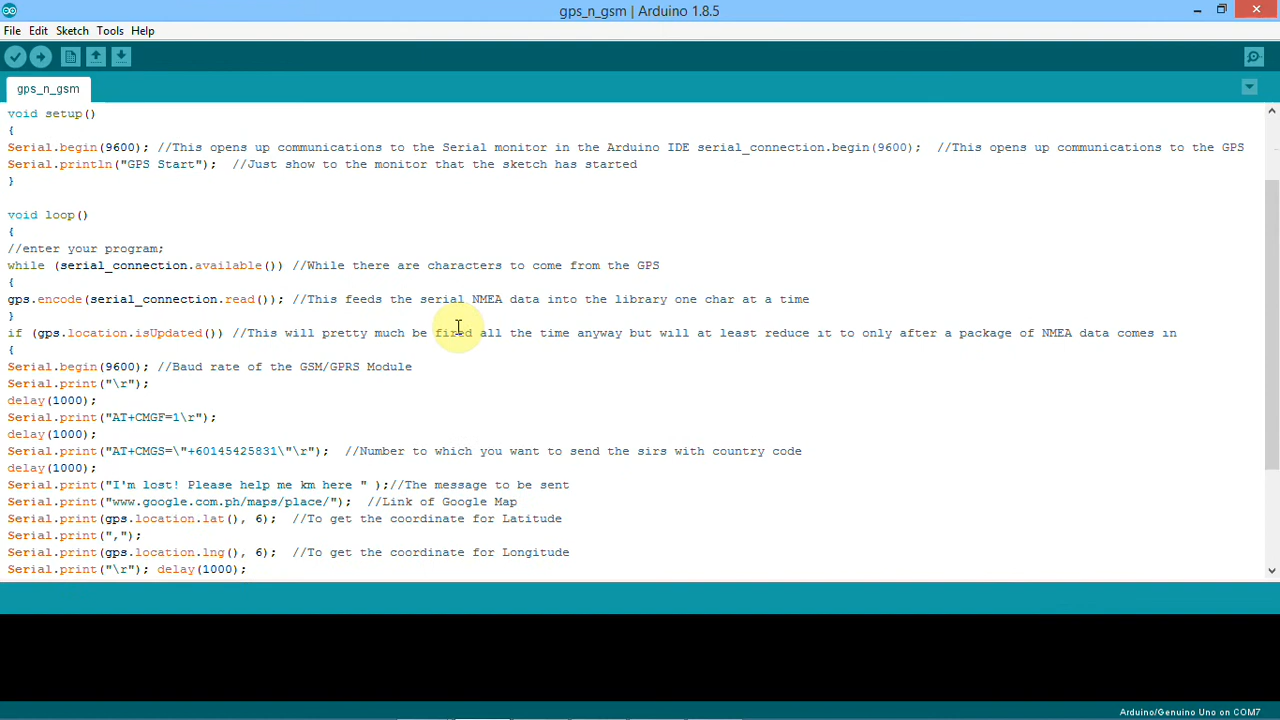 gps_n_gsm | Arduino 1.8.5
File Edit Sketch Tools Help
gps_n_gsm
void setup()
{
Serial.begin(9600); //This opens up communications to the Serial monitor in the Arduino IDE serial_connection.begin(9600); //This opens up communications to the GPS
Serial.println("GPS Start"); //Just show to the monitor that the sketch has started
}
void loop()
{
//enter your program;
while (serial_connection.available()) //While there are characters to come from the GPS
{
gps.encode(serial_connection.read()); //This feeds the serial NMEA data into the library one char at a time
}
if (gps.location.isUpdated()) //This will pretty much be fired all the time anyway but will at least reduce it to only after a package of NMEA data comes in
{
Serial.begin(9600); //Baud rate of the GSM/GPRS Module
Serial.print("\r");
delay(1000);
Serial.print("AT+CMGF=1\r");
delay(1000);
Serial.print("AT+CMGS=\"+60145425831\"\r"); //Number to which you want to send the sirs with country code
delay(1000);
Serial.print("I'm lost! Please help me km here " );//The message to be sent
Serial.print("www.google.com.ph/maps/place/"); //Link of Google Map
Serial.print(gps.location.lat(), 6); //To get the coordinate for Latitude
Serial.print(",");
Serial.print(gps.location.lng(), 6); //To get the coordinate for Longitude
Serial.print("\r"); delay(1000);
Arduino/Genuino Uno on COM7